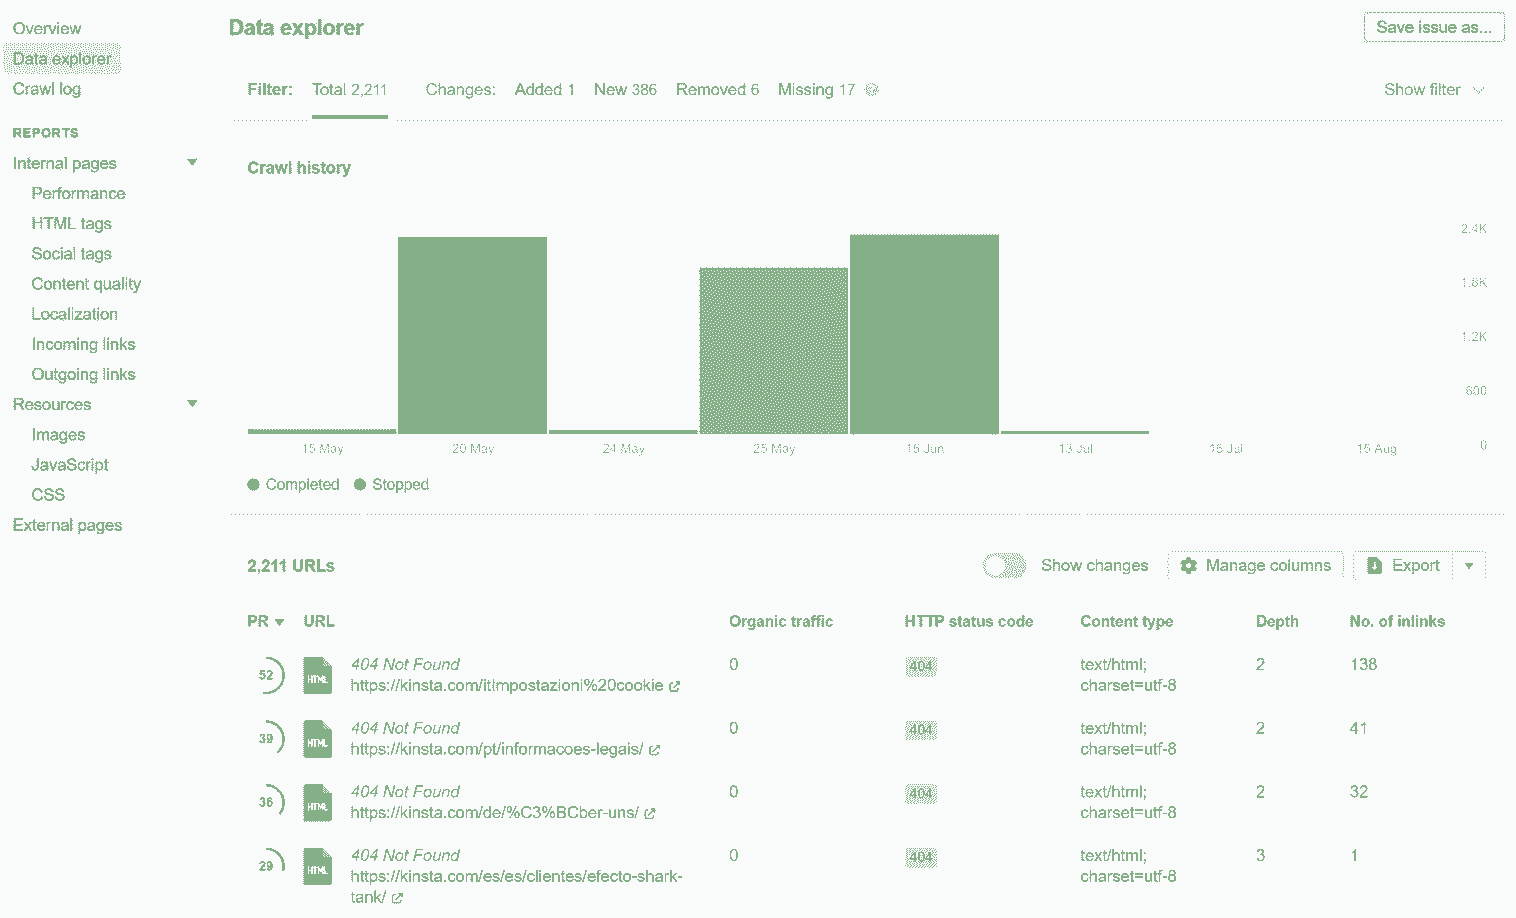 Overview
Data explorer
Crawl log
REPORTS
Internal pages
Performance
HTML tags
Social tags
Content quality
Localization
Incoming links
Outgoing links
Resources
Images
JavaScript
CSS
External pages
Data explorer
Save issue as...
Filter: Total 2,211 Changes: Added 1 New 386 Removed 6 Missing 17
Show filter
Crawl history
2.4K
1.8K
1.2K
600
0
15 May 20 May 24 May 25 May 15 Jun 13 Jul 15 Jul 15 Aug
Completed Stopped
2,211 URLs
Show changes Manage columns Export
PR URL Organic traffic HTTP status code Content type Depth No. of inlinks
52 HTML 404 Not Found 0 404 text/html; 2 138
https://kinsta.com/itImpostazioni%20cookie charset=utf-8
39 HTML 404 Not Found 0 404 text/html; 2 41
https://kinsta.com/pt/informacoes-legais/ charset=utf-8
36 HTML 404 Not Found 0 404 text/html; 2 32
https://kinsta.com/de/%C3%BCber-uns/ charset=utf-8
29 HTML 404 Not Found 0 404 text/html; 3 1
https://kinsta.com/es/es/clientes/efecto-shark- charset=utf-8
tank/